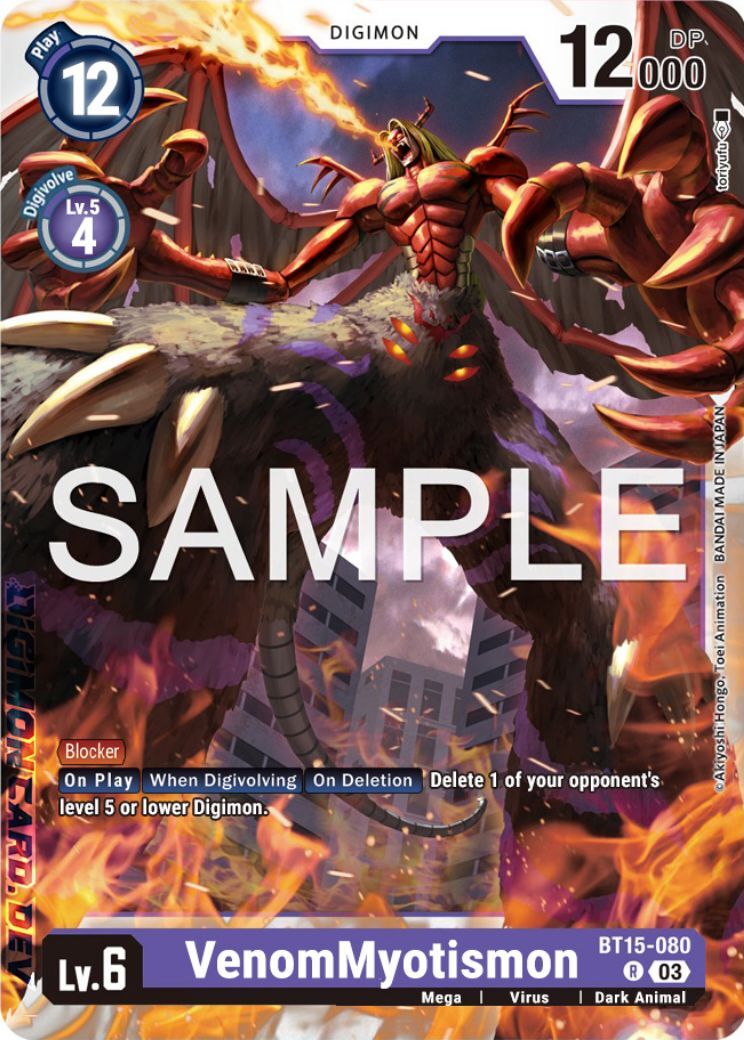 DIGIMON
Play
12
12000
DP
toriyufu
Digivolve
Lv.5
4
SAMPLE
©Akiyoshi Hongo, Toei Animation BANDAI MADE IN JAPAN
DIGIMONCARD.DEV
Blocker
On Play When Digivolving On Deletion Delete 1 of your opponent's
level 5 or lower Digimon.
BT15-080
Lv.6
VenomMyotismon
R 03
Mega | Virus | Dark Animal